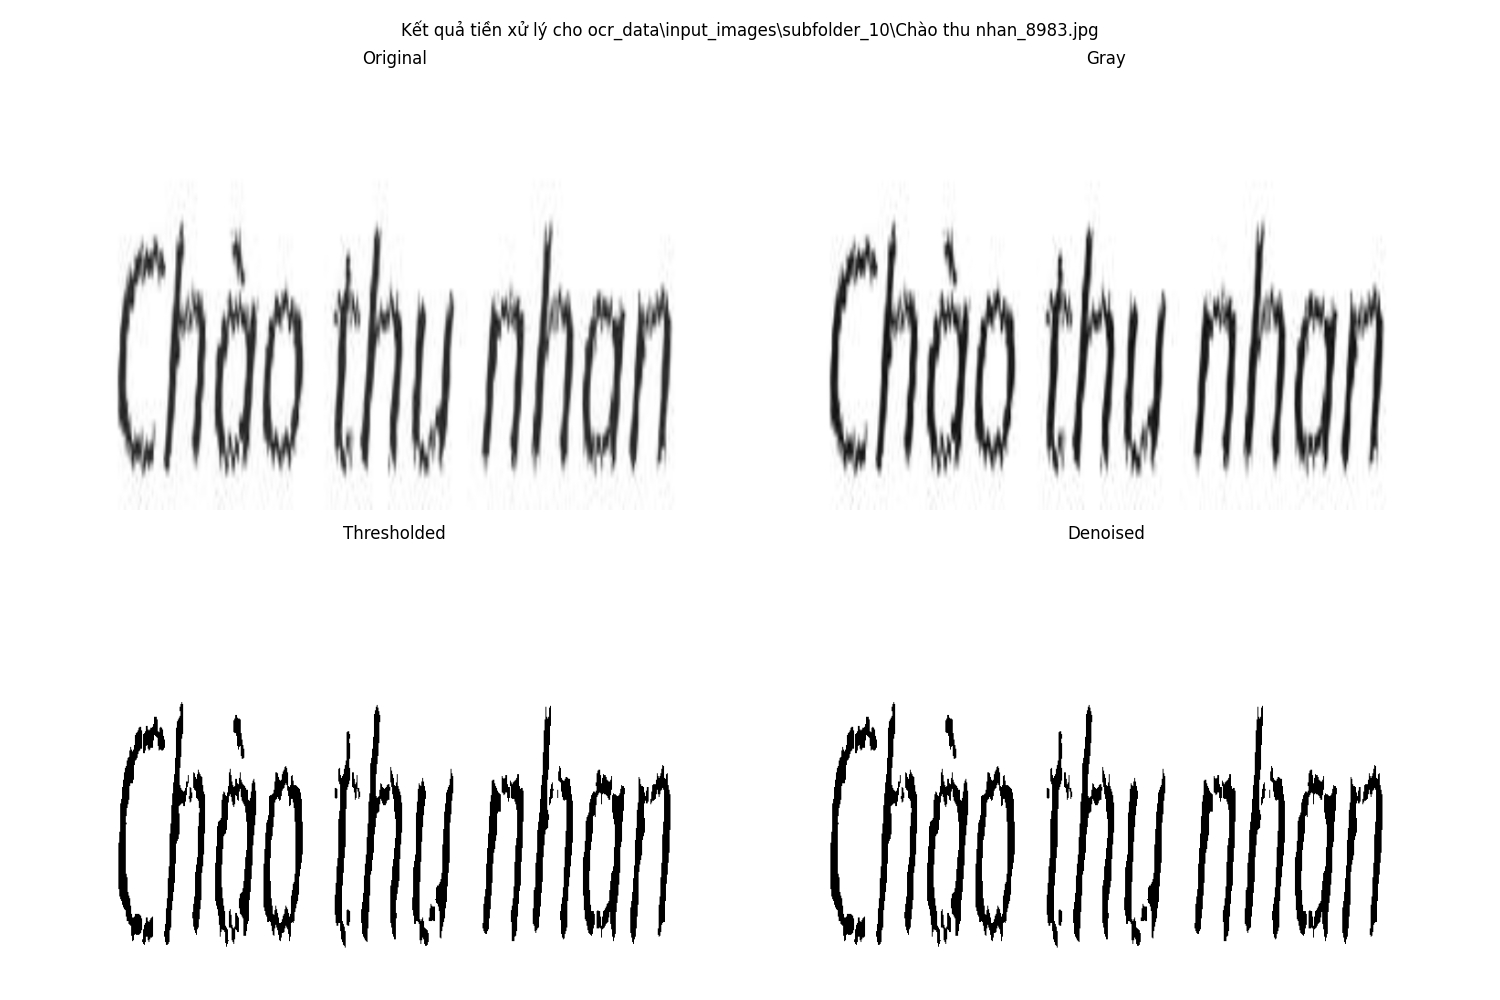 Kết quả tiền xử lý cho ocr_data\input_images\subfolder_10\Chào thu nhan_8983.jpg
Original
Gray
Chào thu nhan
Chào thu nhan
Thresholded
Denoised
Chào thu nhan
Chào thu nhan